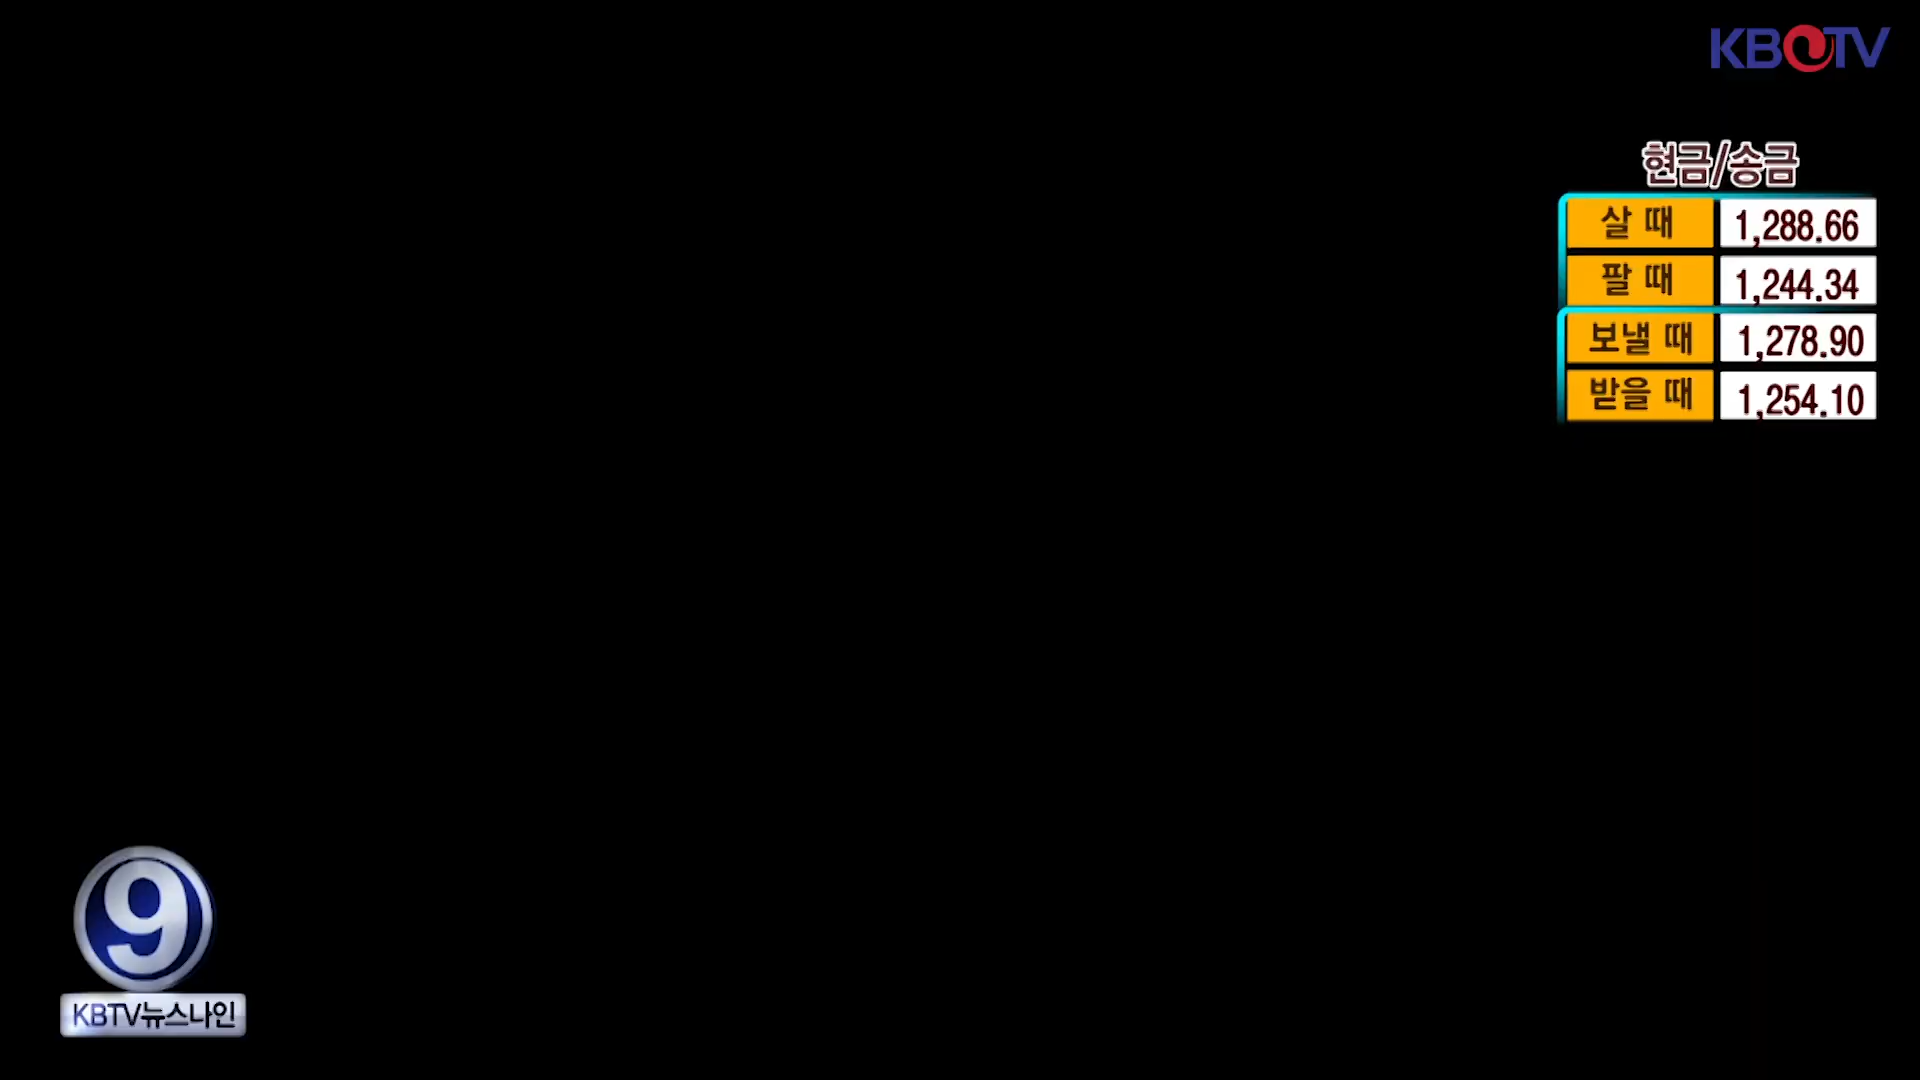 KBTV
현금/송금
살 때 1,288.66
팔 때 1,244.34
보낼 때 1,278.90
받을 때 1,254.10
9
KBTV뉴스나인